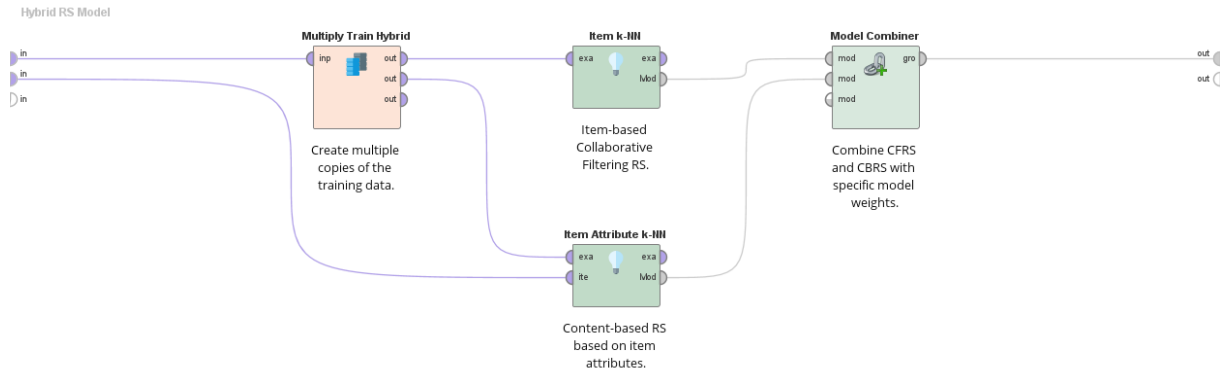 Hybrid RS Model
in
in
in
Multiply Train Hybrid
inp
out
out
out
Create multiple
copies of the
training data.
Item k-NN
exa
exa
Mod
Item-based
Collaborative
Filtering RS.
Item Attribute k-NN
exa
exa
ite
Mod
Content-based RS
based on item
attributes.
Model Combiner
mod
gro
mod
mod
Combine CFRS
and CBRS with
specific model
weights.
out
out